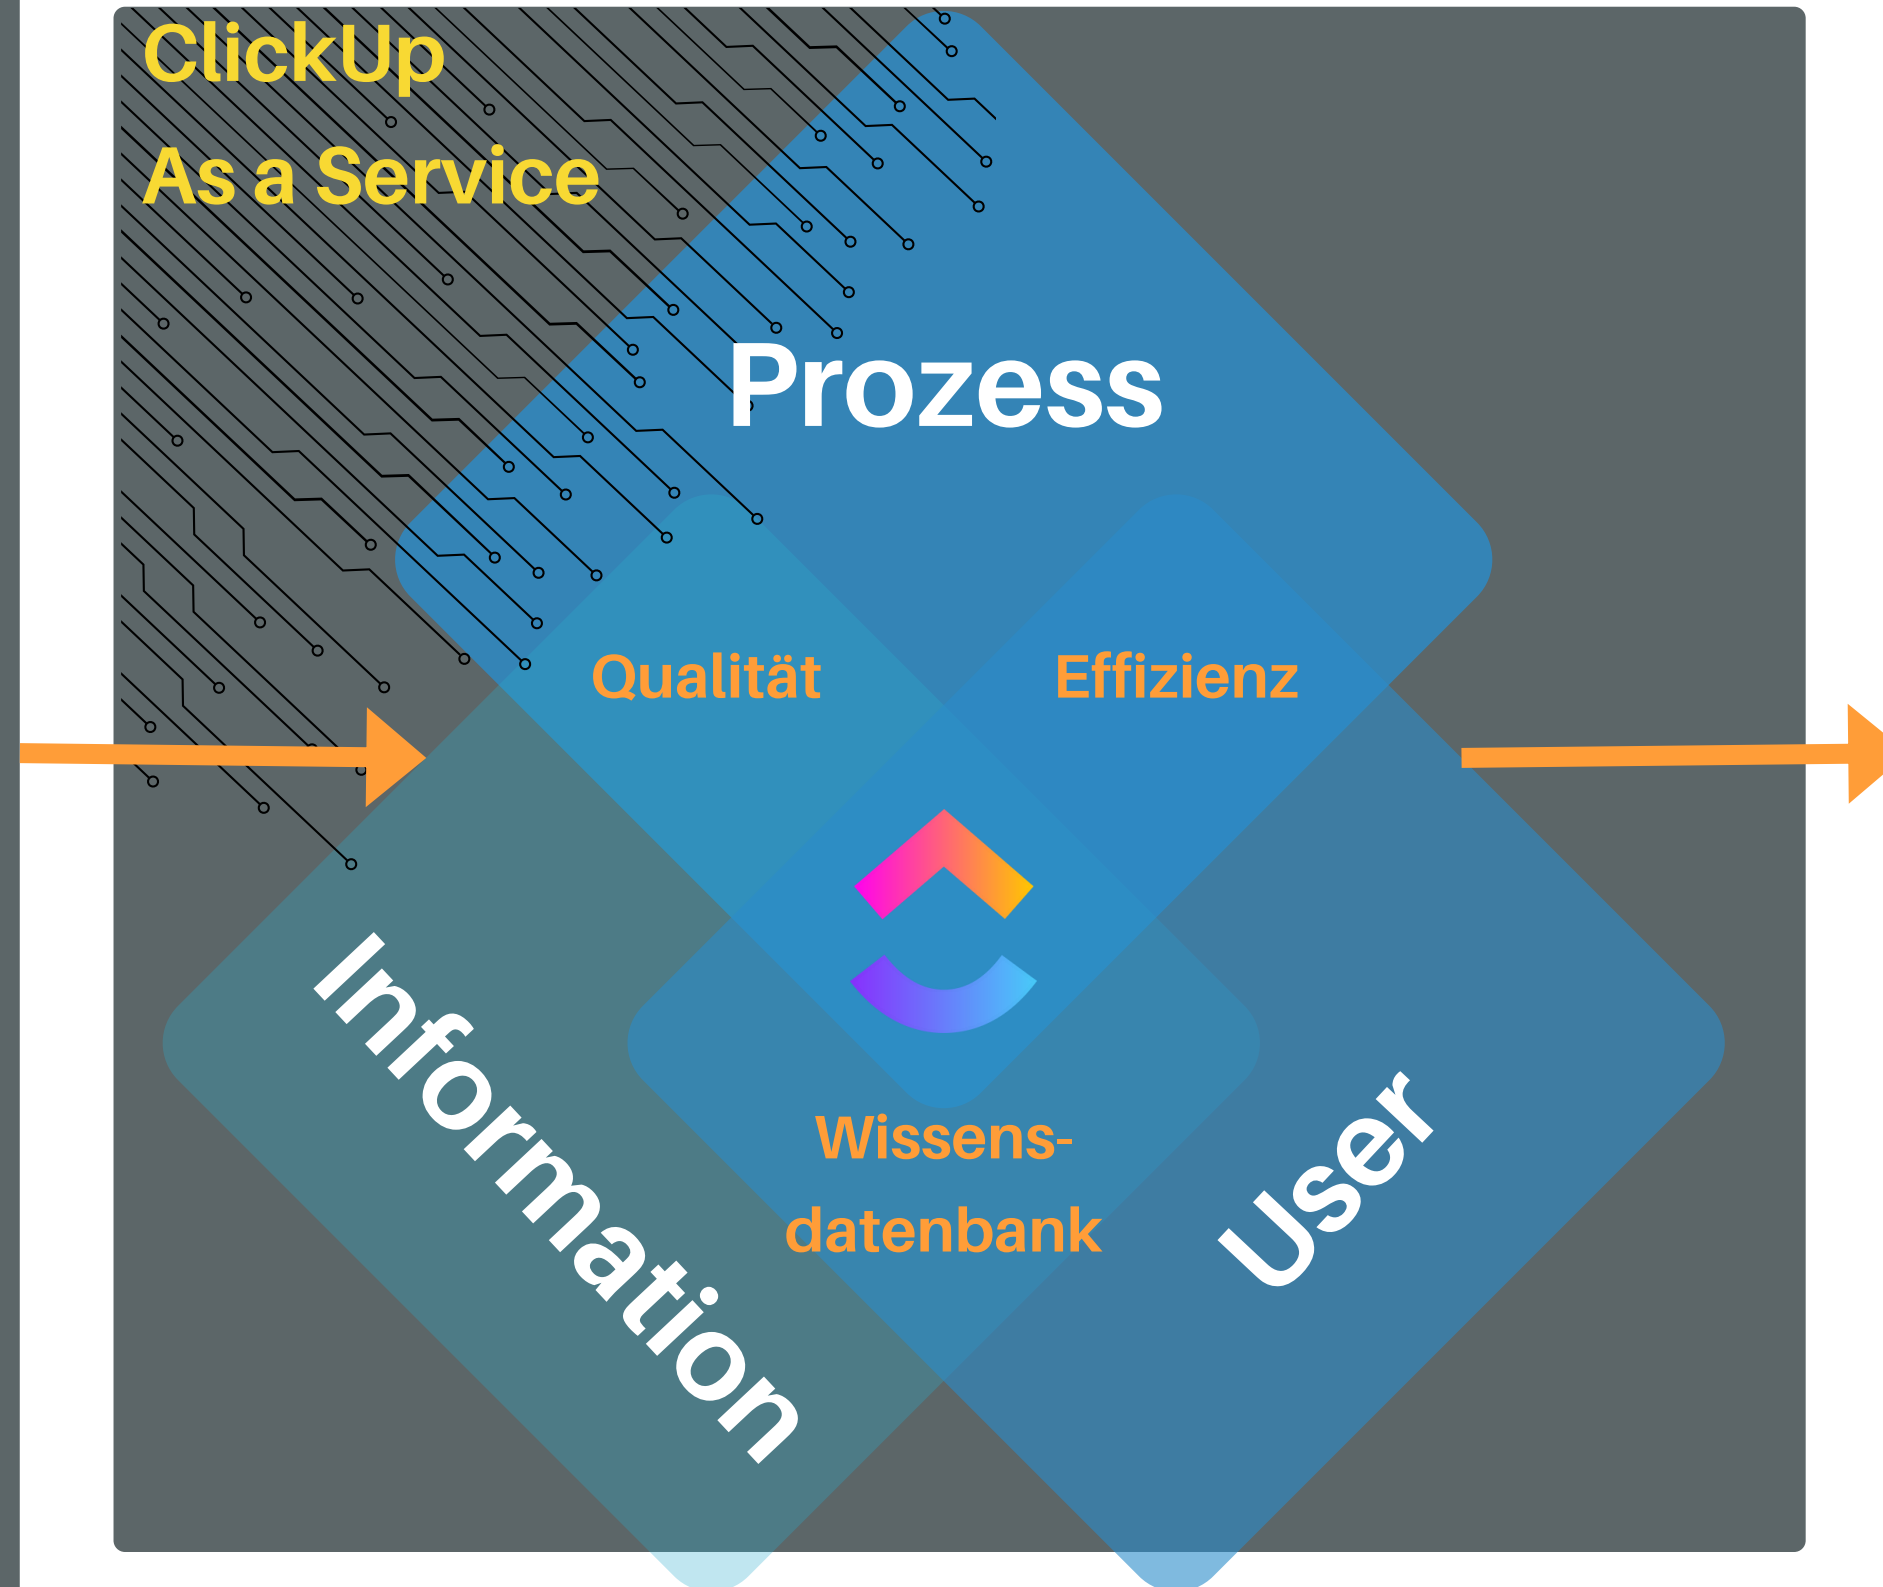 ClickUp
As a Service
Prozess
Qualität
Effizienz
Information
User
Wissens-
datenbank